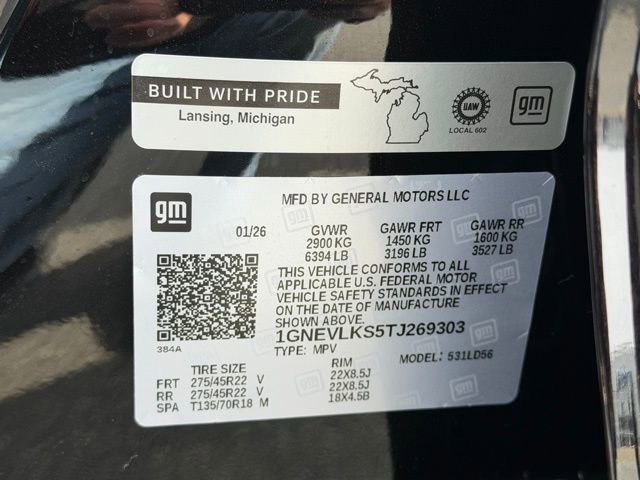 BUILT WITH PRIDE
Lansing, Michigan
UAW
LOCAL 602
gm
gm
MFD BY GENERAL MOTORS LLC
01/26 GVWR GAWR FRT GAWR RR
2900 KG 1450 KG 1600 KG
6394 LB 3196 LB 3527 LB
THIS VEHICLE CONFORMS TO ALL
APPLICABLE U.S. FEDERAL MOTOR
VEHICLE SAFETY STANDARDS IN EFFECT
ON THE DATE OF MANUFACTURE
SHOWN ABOVE.
1GNEVLKS5TJ269303
TYPE: MPV MODEL: 531LD56
384A
TIRE SIZE RIM
FRT 275/45R22 V 22X8.5J
RR 275/45R22 V 22X8.5J
SPA T135/70R18 M 18X4.5B